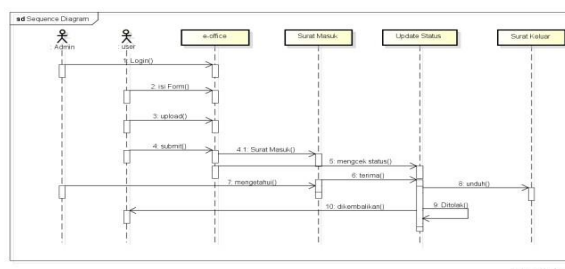 sd Sequence Diagram
Admin
user
e-office
Surat Masuk
Update Status
Surat Keluar
1: Login()
2: isi Form()
3: upload()
4: submit()
4.1: Surat Masuk()
5: mengcek status()
6: terima()
7: mengetahui()
8: unduh()
9: Ditolak()
10: dikembalikan()